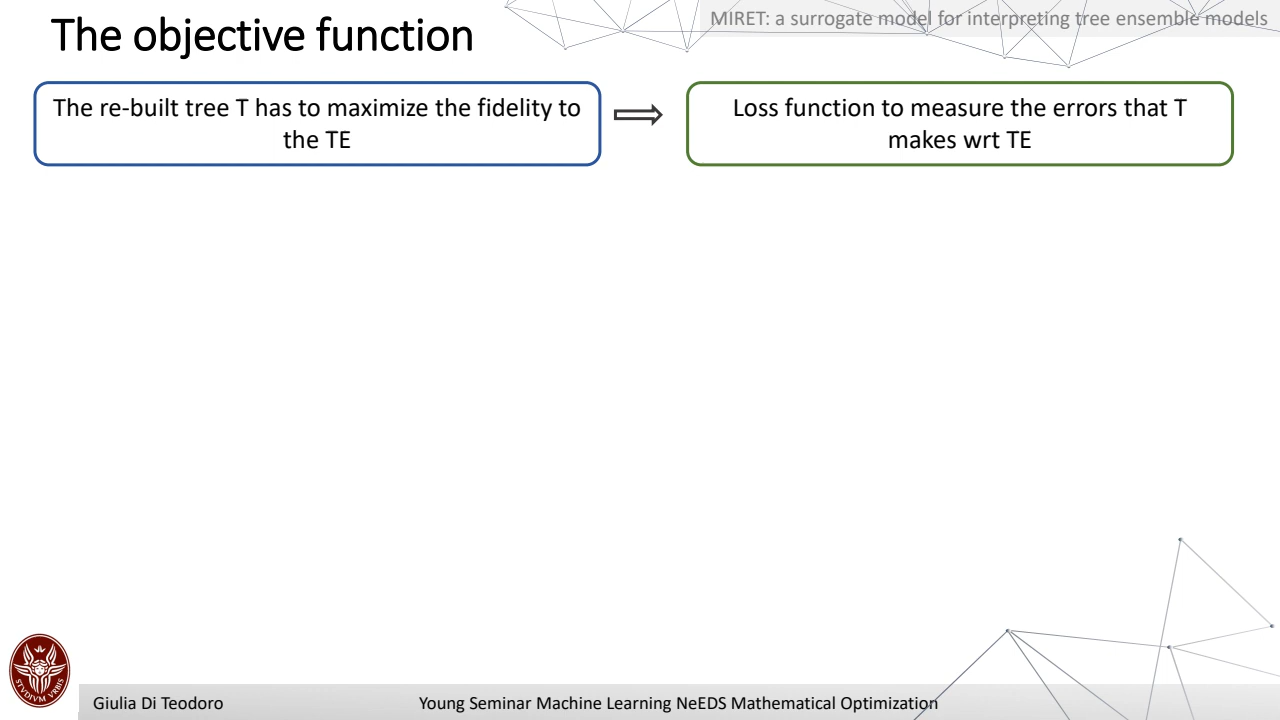 MIRET: a surrogate model for interpreting tree ensemble models
The objective function
The re-built tree T has to maximize the fidelity to
the TE
Loss function to measure the errors that T
makes wrt TE
STVDIVM VRBIS
Giulia Di Teodoro
Young Seminar Machine Learning NeEDS Mathematical Optimization